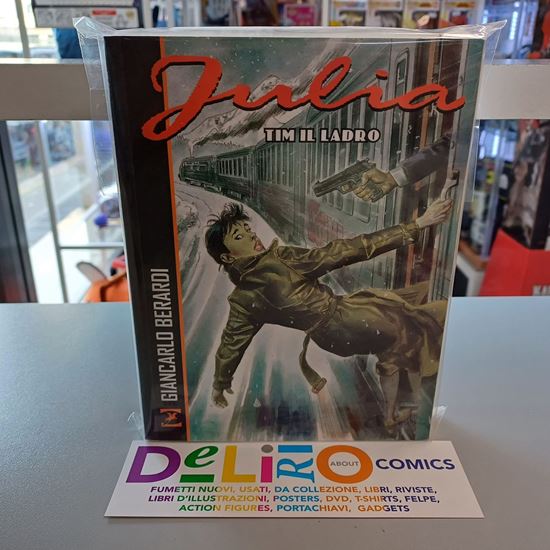 Julia
TIM IL LADRO
GIANCARLO BERARDI
DeLiRiO ABOUT COMICS
FUMETTI NUOVI, USATI, DA COLLEZIONE, LIBRI, RIVISTE,
LIBRI D'ILLUSTRAZIONI, POSTERS, DVD, T-SHIRTS, FELPE,
ACTION FIGURES, PORTACHIAVI, GADGETS